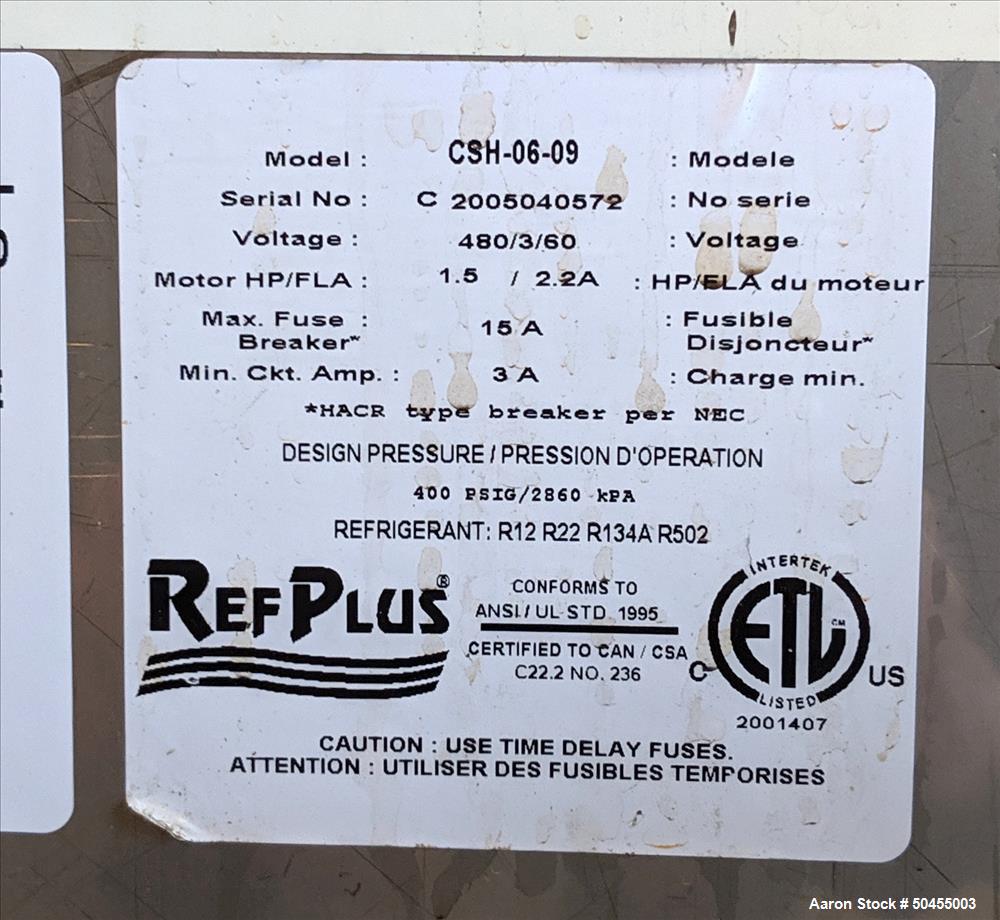 Model : CSH-06-09 : Modele
Serial No : C 2005040572 : No serie
Voltage : 480/3/60 : Voltage
Motor HP/FLA : 1.5 / 2.2A : HP/FLA du moteur
Max. Fuse : : Fusible
Breaker* 15 A Disjoncteur*
Min. Ckt. Amp. : 3 A : Charge min.
*HACR type breaker per NEC
DESIGN PRESSURE / PRESSION D'OPERATION
400 PSIG/2860 kPA
REFRIGERANT: R12 R22 R134A R502
REFPLUS®
CONFORMS TO
ANSI / UL STD 1995
CERTIFIED TO CAN / CSA
C22.2 NO. 236
INTERTEK
ETL CM
C US
LISTED
2001407
CAUTION : USE TIME DELAY FUSES.
ATTENTION : UTILISER DES FUSIBLES TEMPORISES
Aaron Stock # 50455003